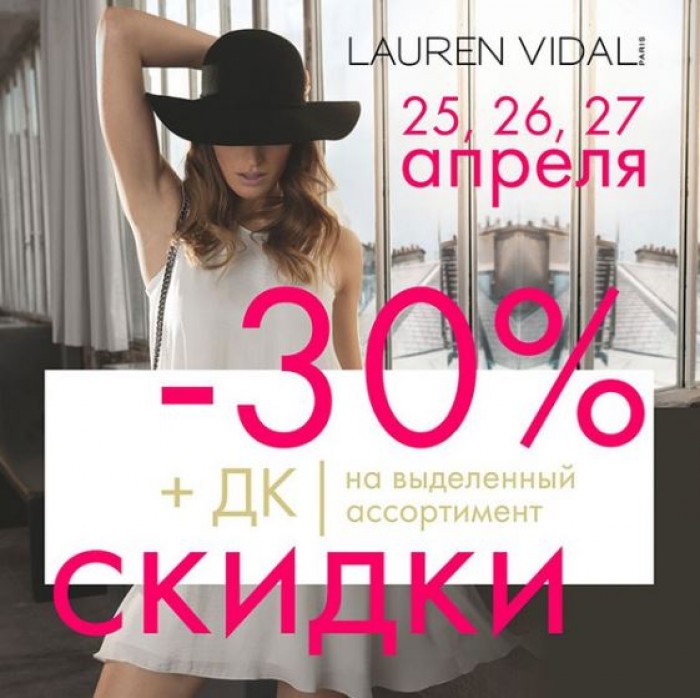 LAUREN VIDAL PARIS
25, 26, 27
апреля
-30%
+ ДК
на выделенный
ассортимент
скидки